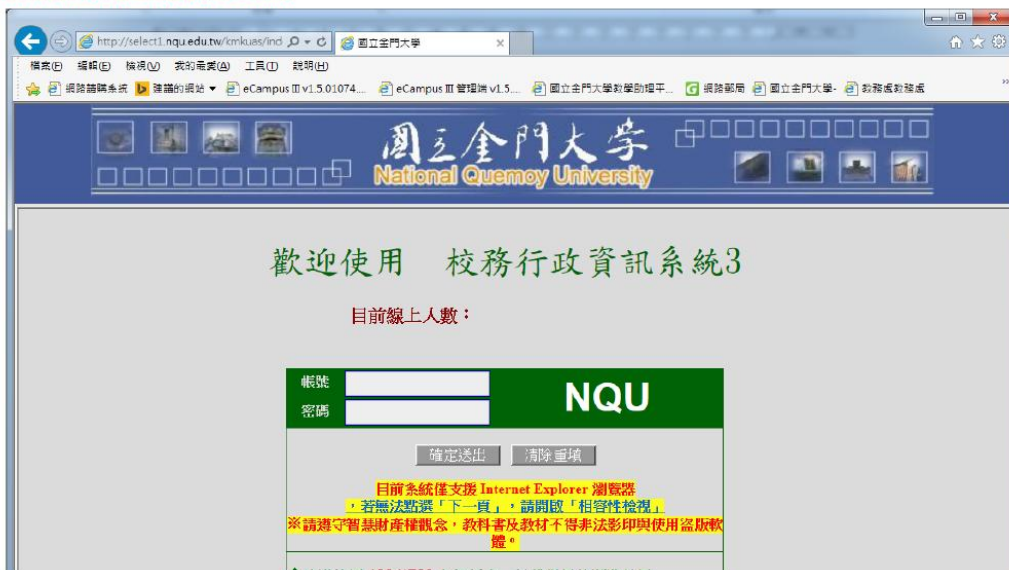 http://select1.nqu.edu.tw/kmkuas/ind
國立金門大學
檔案(F) 編輯(E) 檢視(V) 我的最愛(A) 工具(T) 說明(H)
網路請購系統 建議的網站 eCampus III v1.5.01074... eCampus III 管理端 v1.5... 國立金門大學教學助理平... 網路郵局 國立金門大學- 教務處教務處
國立金門大学
National Quemoy University
歡迎使用 校務行政資訊系統3
目前線上人數：
帳號
密碼
NQU
確定送出 清除重填
目前系統僅支援 Internet Explorer 瀏覽器
，若無法點選「下一頁」，請開啟「相容性檢視」
※請遵守智慧財產權觀念，教科書及教材不得非法影印與使用盜版軟
體。